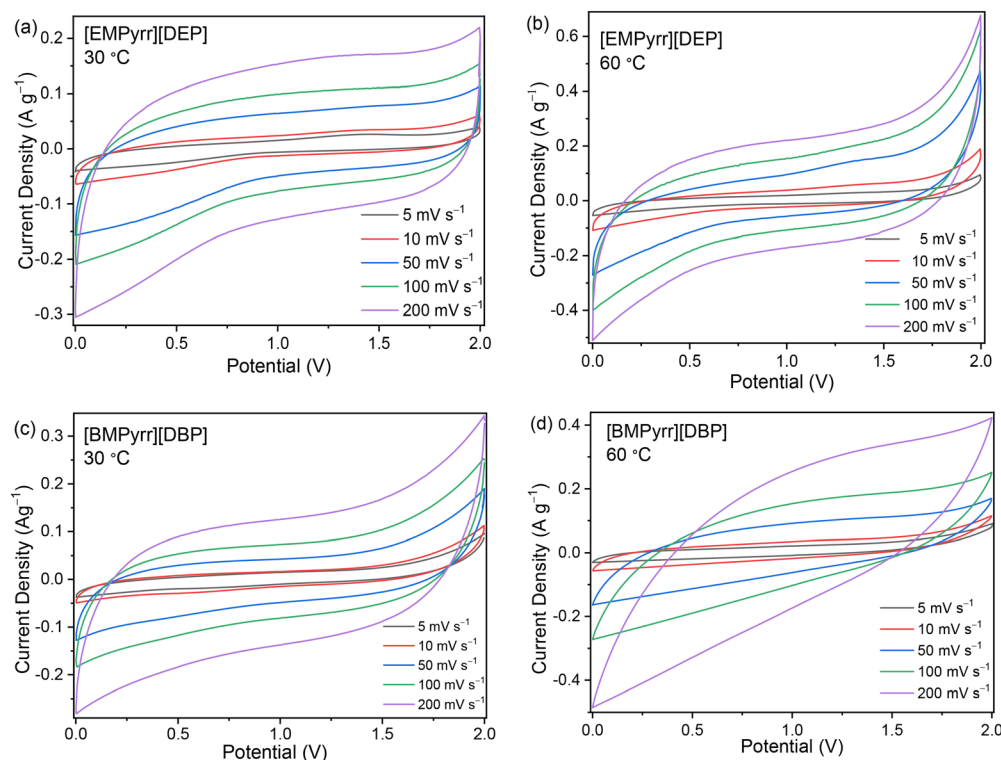 (a)
[EMPyrr][DEP]
30 °C
Current Density (A g⁻¹)
0.2
0.1
0.0
-0.1
-0.2
-0.3
5 mV s⁻¹
10 mV s⁻¹
50 mV s⁻¹
100 mV s⁻¹
200 mV s⁻¹
0.0 0.5 1.0 1.5 2.0
Potential (V)
(b)
[EMPyrr][DEP]
60 °C
Current Density (A g⁻¹)
0.6
0.4
0.2
0.0
-0.2
-0.4
5 mV s⁻¹
10 mV s⁻¹
50 mV s⁻¹
100 mV s⁻¹
200 mV s⁻¹
0.0 0.5 1.0 1.5 2.0
Potential (V)
(c)
[BMPyrr][DBP]
30 °C
Current Density (Ag⁻¹)
0.3
0.2
0.1
0.0
-0.1
-0.2
5 mV s⁻¹
10 mV s⁻¹
50 mV s⁻¹
100 mV s⁻¹
200 mV s⁻¹
0.0 0.5 1.0 1.5 2.0
Potential (V)
(d)
[BMPyrr][DBP]
60 °C
Current Density (A g⁻¹)
0.4
0.2
0.0
-0.2
-0.4
5 mV s⁻¹
10 mV s⁻¹
50 mV s⁻¹
100 mV s⁻¹
200 mV s⁻¹
0.0 0.5 1.0 1.5 2.0
Potential (V)